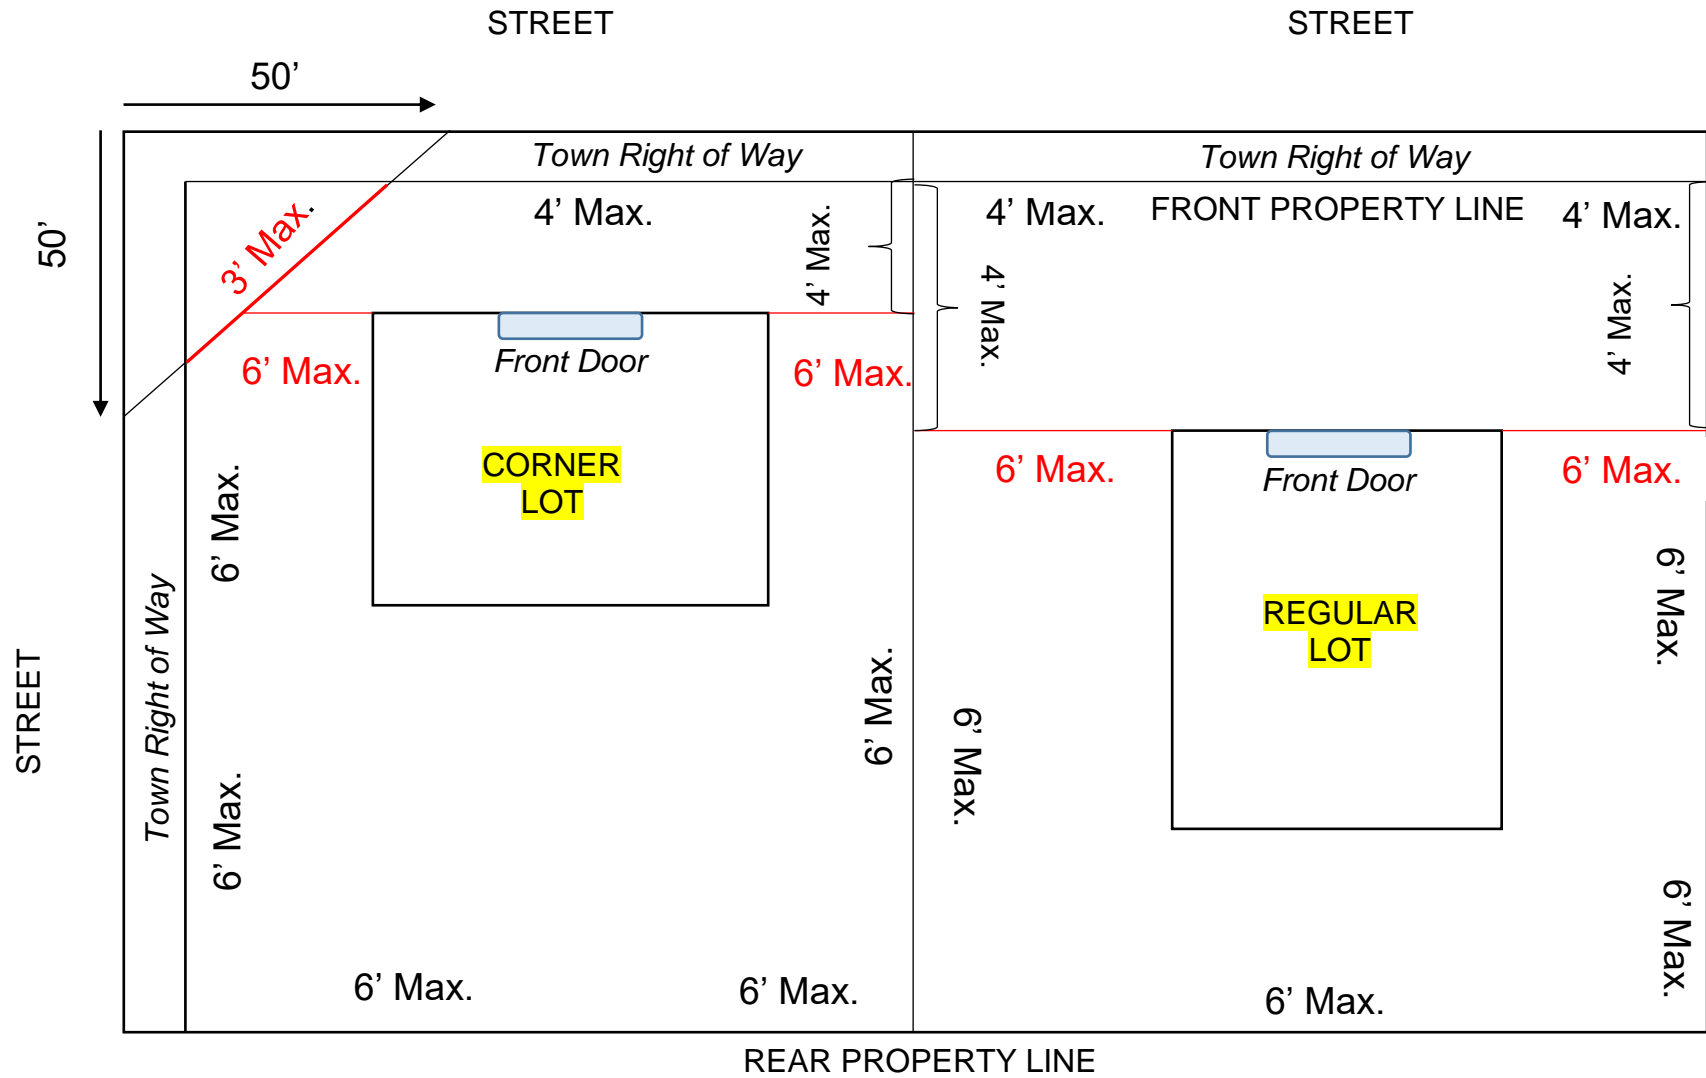 STREET
STREET
50’
Town Right of Way
Town Right of Way
50’
3’ Max.
4’ Max.
4’ Max.
4’ Max.
FRONT PROPERTY LINE
4’ Max.
4’ Max.
4’ Max.
6’ Max.
Front Door
6’ Max.
CORNER
LOT
6’ Max.
6’ Max.
Front Door
6’ Max.
6’ Max.
REGULAR
LOT
6’ Max.
STREET
Town Right of Way
6’ Max.
6’ Max.
6’ Max.
6’ Max.
6’ Max.
6’ Max.
6’ Max.
REAR PROPERTY LINE